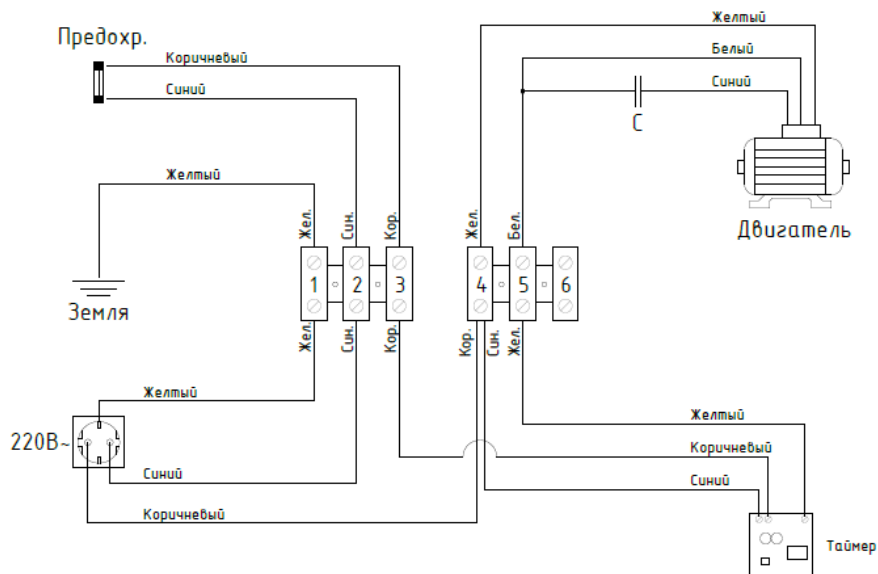 Предохр.
Коричневый
Синий
Желтый
Земля
Жел.
Син.
Кор.
1
2
3
Жел.
Син.
Кор.
Желтый
220В~
Синий
Коричневый
Желтый
Белый
Синий
C
Двигатель
Жел.
Бел.
4
5
6
Кор.
Син.
Жел.
Желтый
Коричневый
Синий
Таймер